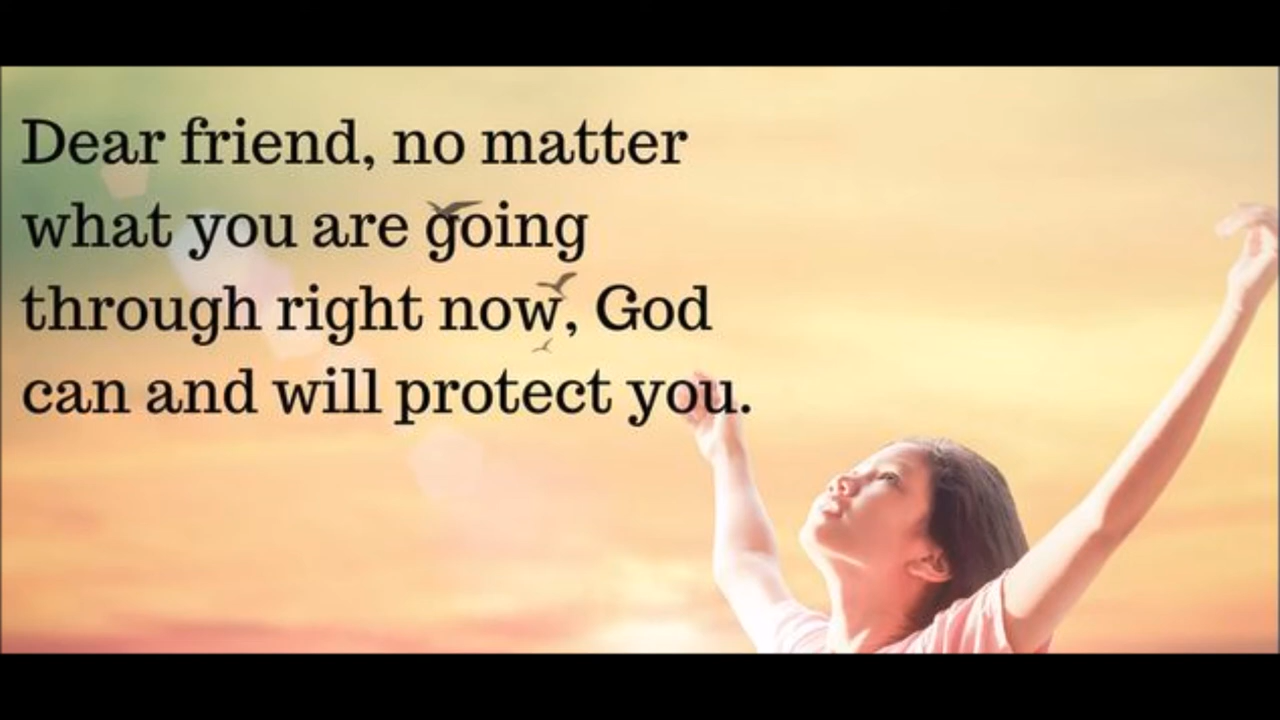 Dear friend, no matter
what you are going
through right now, God
can and will protect you.